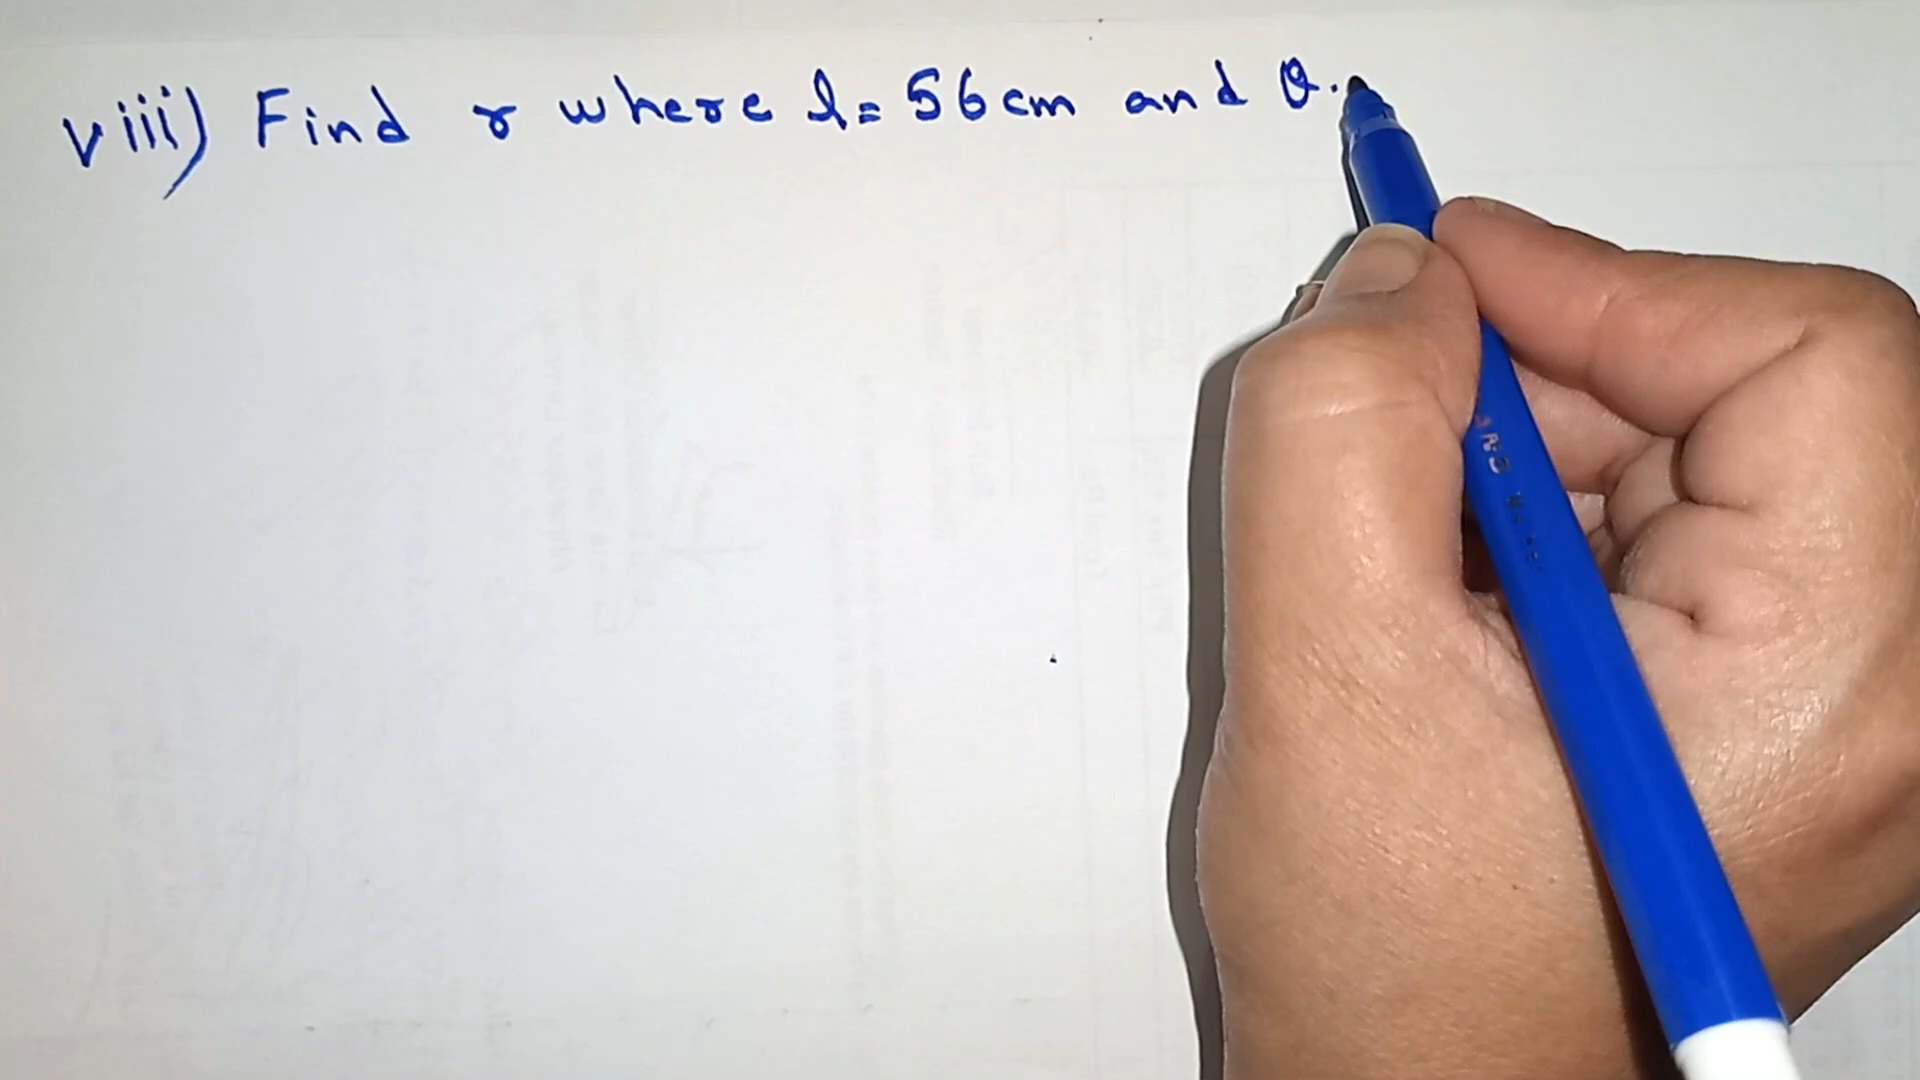 viii) Find r where l = 56 cm and θ